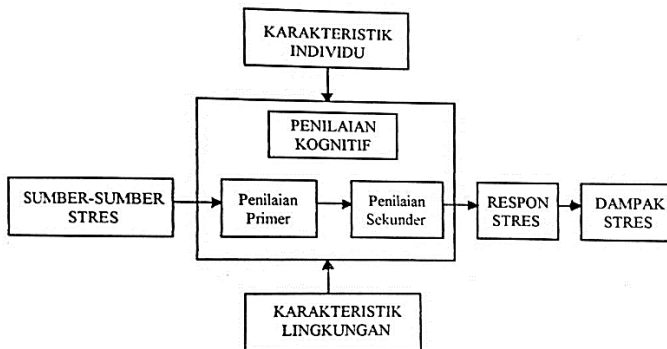 KARAKTERISTIK
INDIVIDU
PENILAIAN
KOGNITIF
SUMBER-SUMBER
STRES
Penilaian
Primer
Penilaian
Sekunder
RESPON
STRES
DAMPAK
STRES
KARAKTERISTIK
LINGKUNGAN